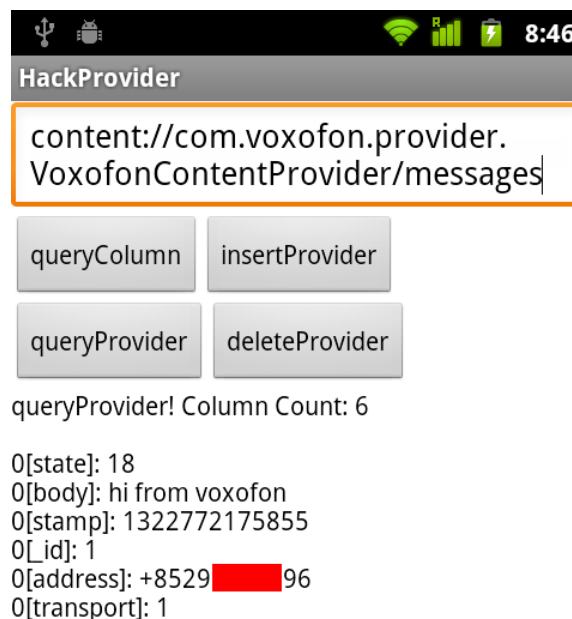 R
8:46
HackProvider
content://com.voxofon.provider.
VoxofonContentProvider/messages
queryColumn insertProvider
queryProvider deleteProvider
queryProvider! Column Count: 6
0[state]: 18
0[body]: hi from voxofon
0[stamp]: 1322772175855
0[_id]: 1
0[address]: +8529 96
0[transport]: 1